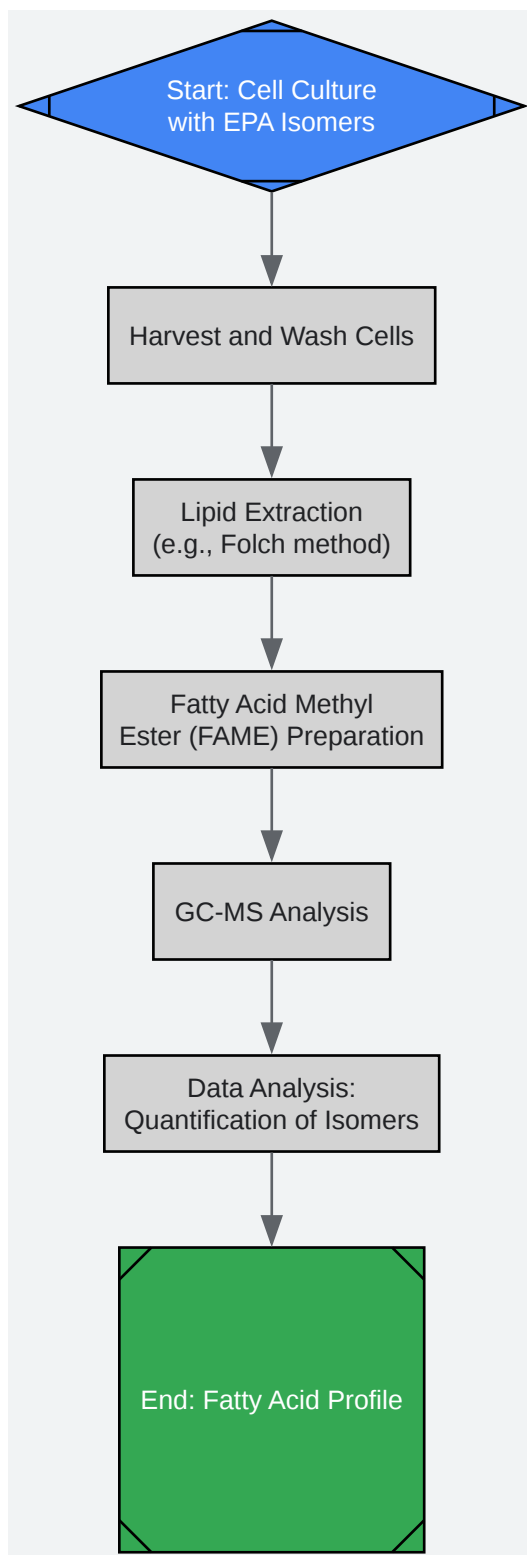 Start: Cell Culture
with EPA Isomers
Harvest and Wash Cells
Lipid Extraction
(e.g., Folch method)
Fatty Acid Methyl
Ester (FAME) Preparation
GC-MS Analysis
Data Analysis:
Quantification of Isomers
End: Fatty Acid Profile